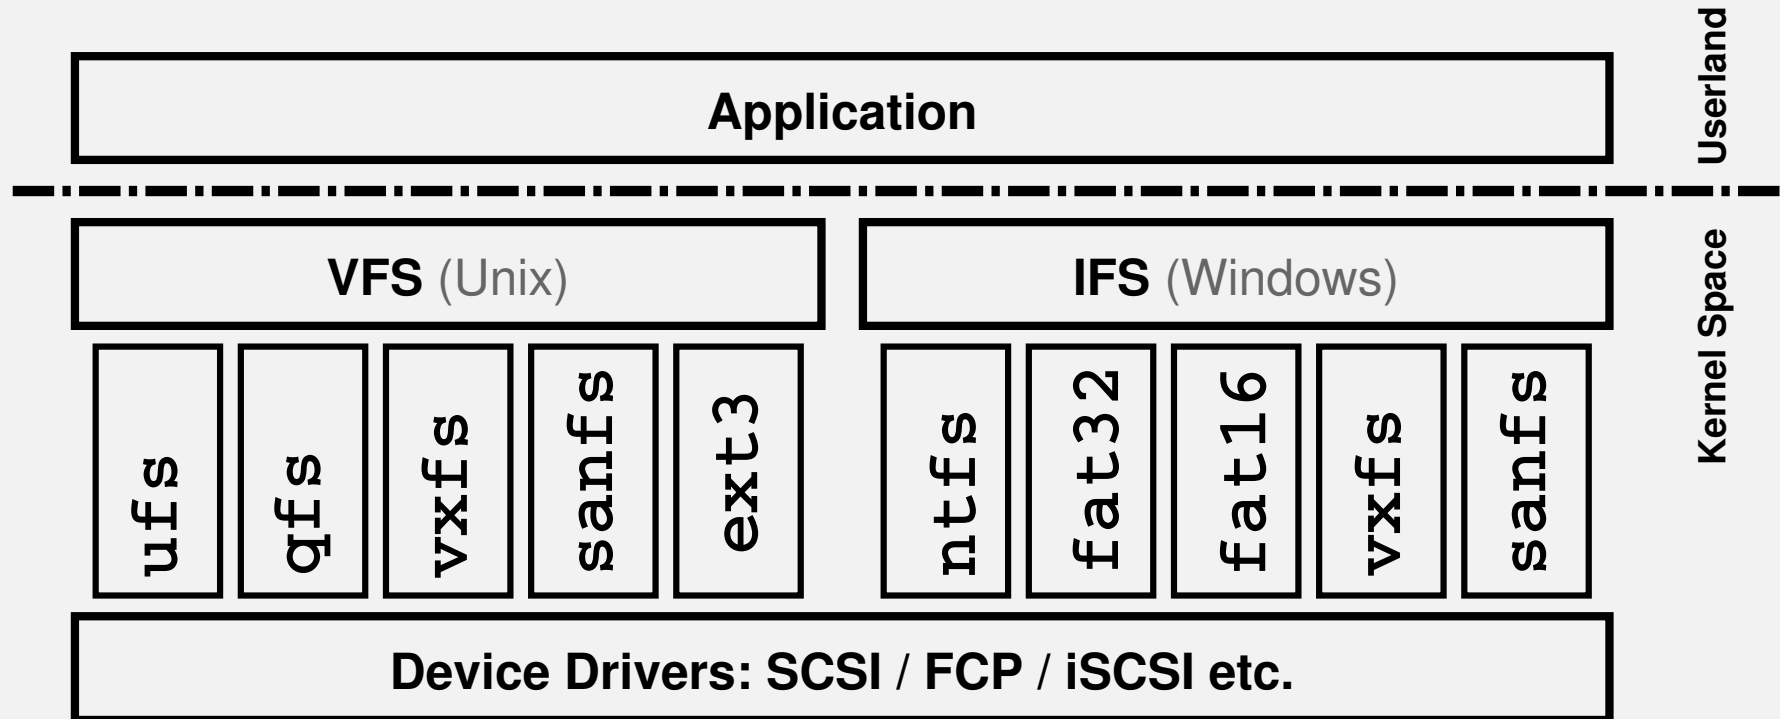 Userland
Application
VFS (Unix)
IFS (Windows)
Kernel Space
ufs
qfs
vxfs
sanfs
ext3
ntfs
fat32
fat16
vxfs
sanfs
Device Drivers: SCSI / FCP / iSCSI etc.